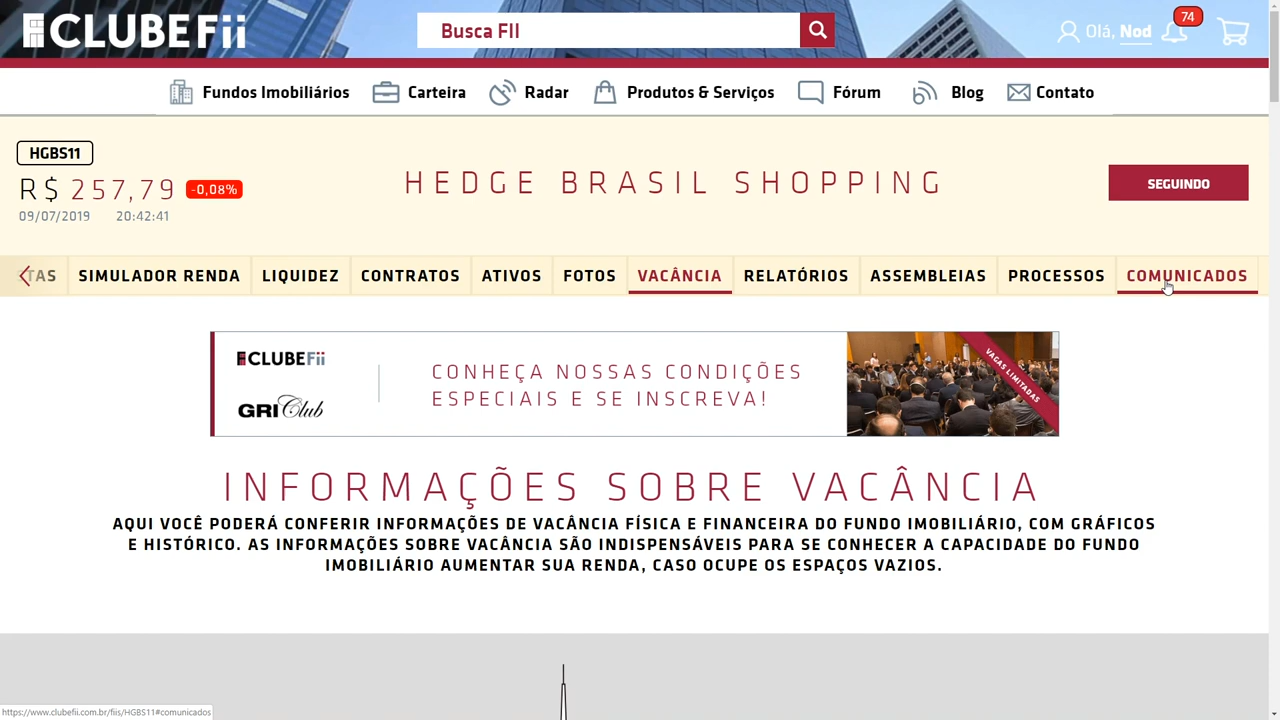 CLUBEFii
Busca FII
Olá, Nod
74
Fundos Imobiliários
Carteira
Radar
Produtos & Serviços
Fórum
Blog
Contato
HGBS11
R$ 257,79 -0,08%
09/07/2019 20:42:41
HEDGE BRASIL SHOPPING
SEGUINDO
TAS
SIMULADOR RENDA
LIQUIDEZ
CONTRATOS
ATIVOS
FOTOS
VACÂNCIA
RELATÓRIOS
ASSEMBLEIAS
PROCESSOS
COMUNICADOS
CLUBEFii
GRI Club
CONHEÇA NOSSAS CONDIÇÕES
ESPECIAIS E SE INSCREVA!
VAGAS LIMITADAS
INFORMAÇÕES SOBRE VACÂNCIA
AQUI VOCÊ PODERÁ CONFERIR INFORMAÇÕES DE VACÂNCIA FÍSICA E FINANCEIRA DO FUNDO IMOBILIÁRIO, COM GRÁFICOS
E HISTÓRICO. AS INFORMAÇÕES SOBRE VACÂNCIA SÃO INDISPENSÁVEIS PARA SE CONHECER A CAPACIDADE DO FUNDO
IMOBILIÁRIO AUMENTAR SUA RENDA, CASO OCUPE OS ESPAÇOS VAZIOS.
https://www.clubefii.com.br/fiis/HGBS11#comunicados